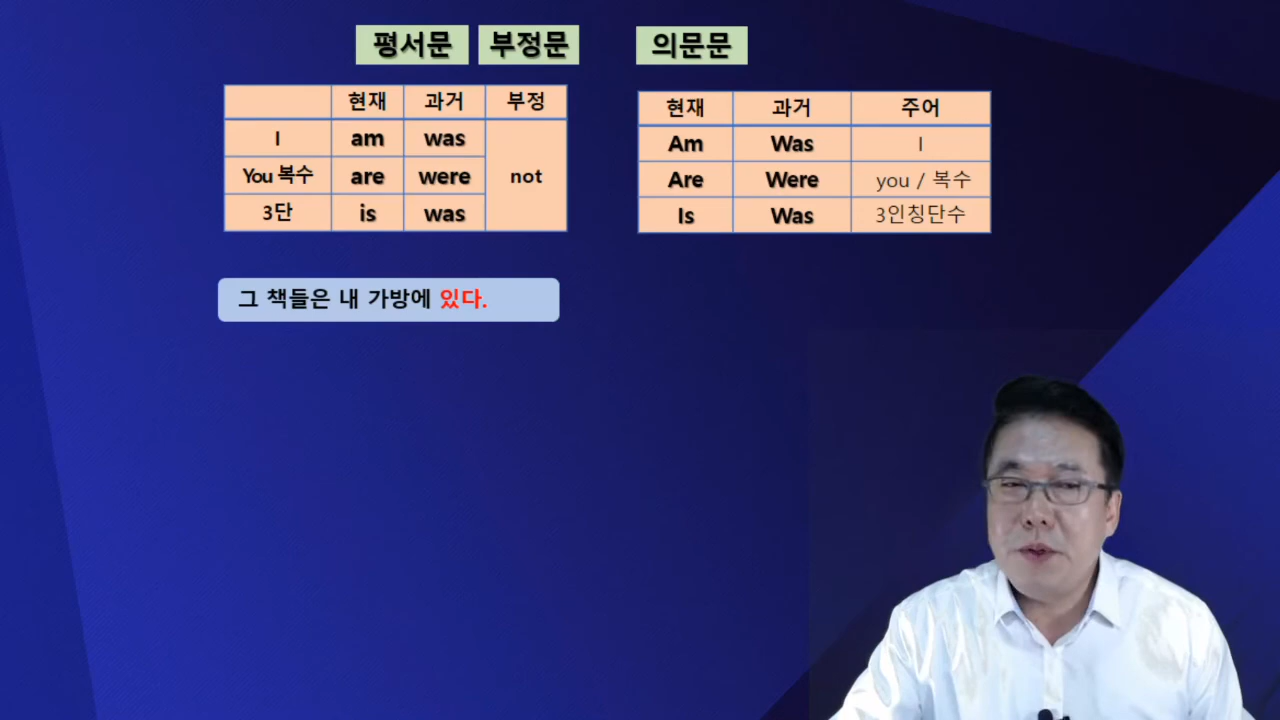 평서문 부정문 의문문
현재 과거 부정
I am was
You 복수 are were not
3단 is was
현재 과거 주어
Am Was I
Are Were you / 복수
Is Was 3인칭단수
그 책들은 내 가방에 있다.